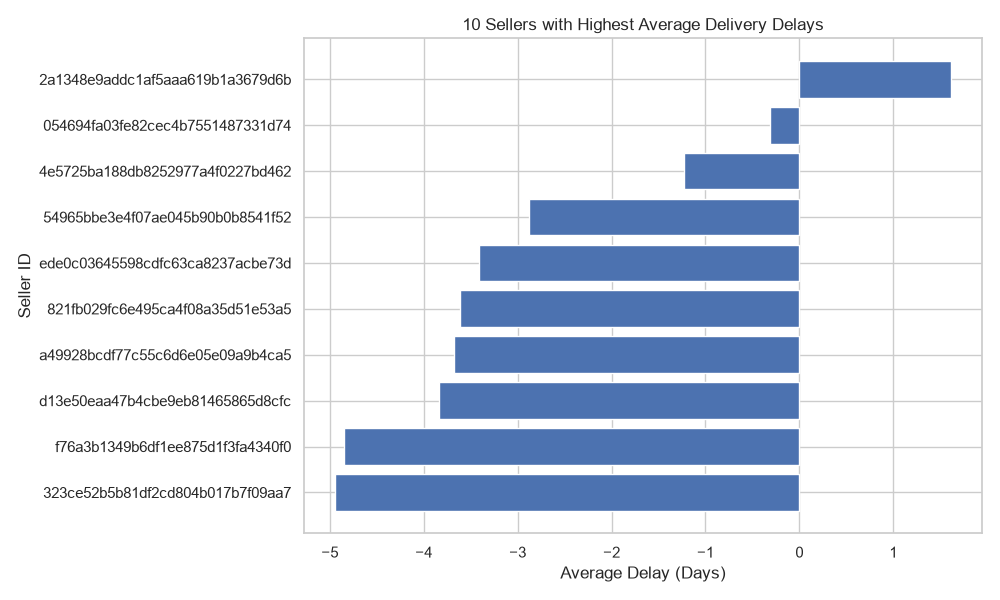 10 Sellers with Highest Average Delivery Delays
Seller ID
2a1348e9addc1af5aaa619b1a3679d6b
054694fa03fe82cec4b7551487331d74
4e5725ba188db8252977a4f0227bd462
54965bbe3e4f07ae045b90b0b8541f52
ede0c03645598cdfc63ca8237acbe73d
821fb029fc6e495ca4f08a35d51e53a5
a49928bcdf77c55c6d6e05e09a9b4ca5
d13e50eaa47b4cbe9eb81465865d8cfc
f76a3b1349b6df1ee875d1f3fa4340f0
323ce52b5b81df2cd804b017b7f09aa7
−5 −4 −3 −2 −1 0 1
Average Delay (Days)